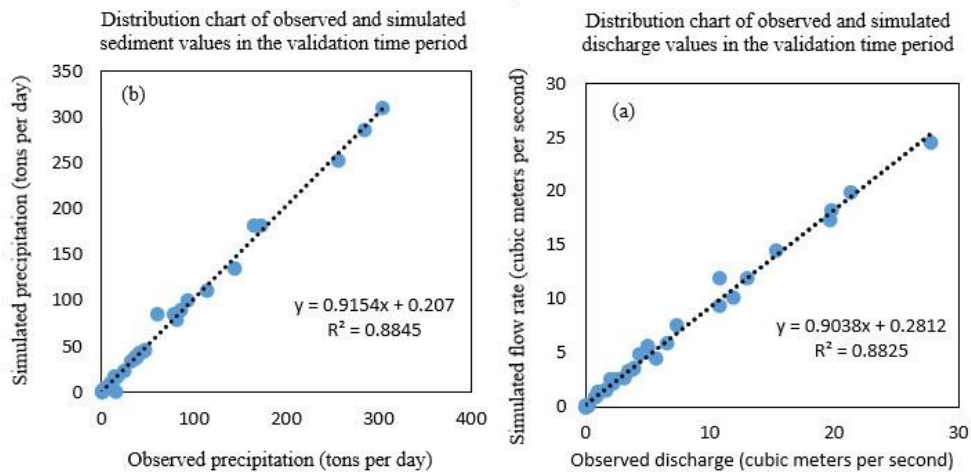 Distribution chart of observed and simulated
sediment values in the validation time period
350
300
250
200
150
100
50
0
0
100
200
300
400
(b)
y = 0.9154x + 0.207
R² = 0.8845
Simulated precipitation (tons per day)
Observed precipitation (tons per day)
Distribution chart of observed and simulated
discharge values in the validation time period
30
25
20
15
10
5
0
0
10
20
30
(a)
y = 0.9038x + 0.2812
R² = 0.8825
Simulated flow rate (cubic meters per second)
Observed discharge (cubic meters per second)